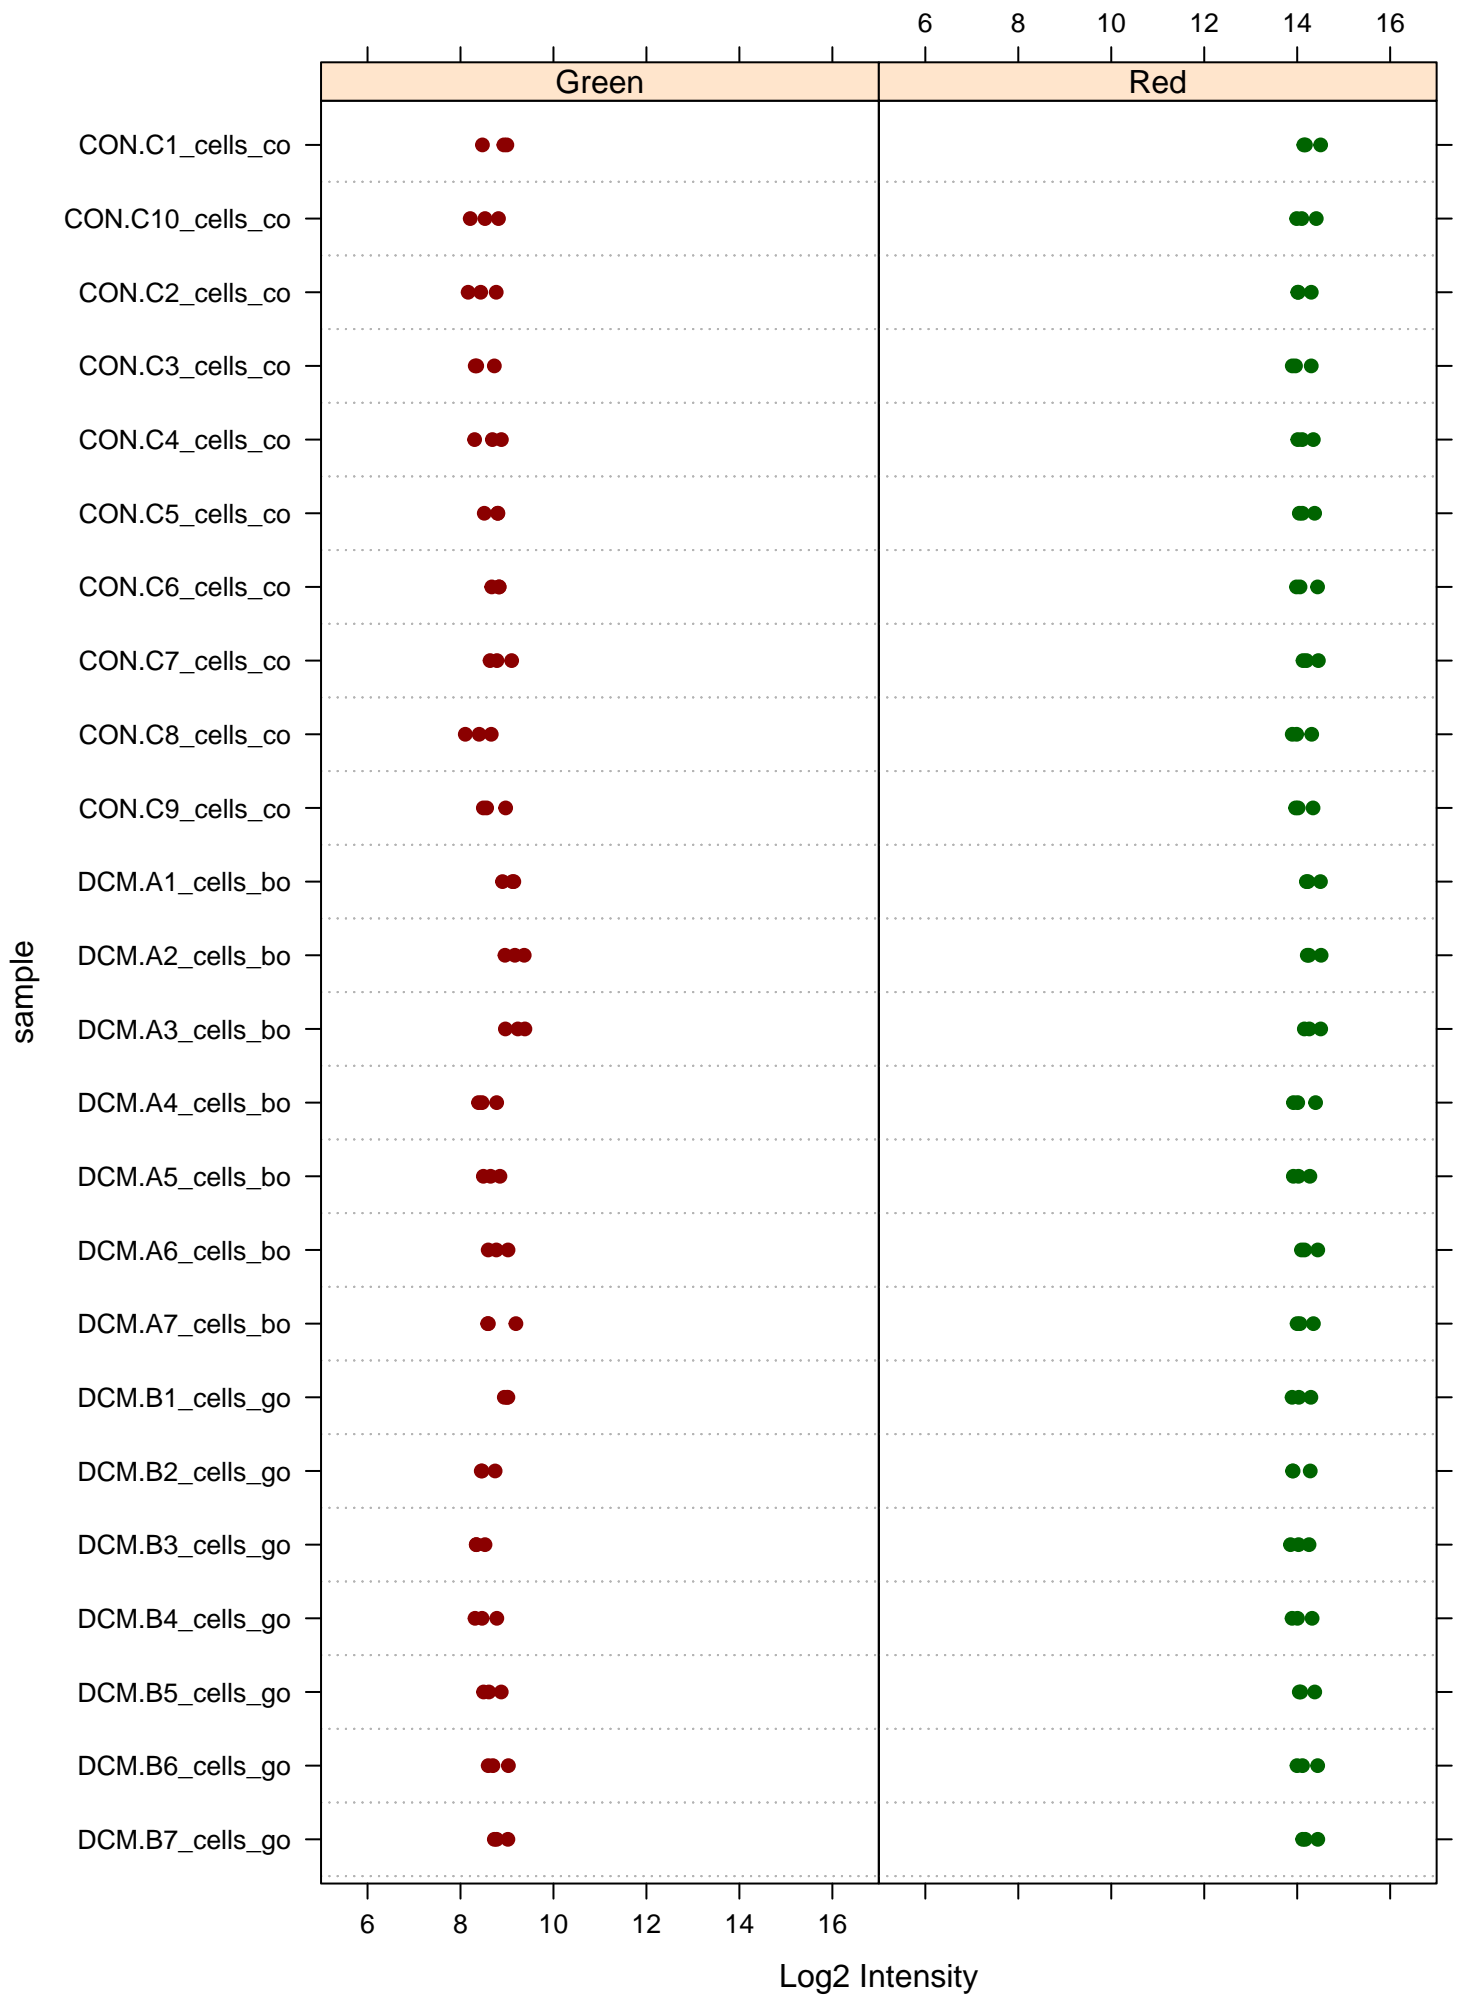 6 8 10 12 14 16
Green Red
CON.C1_cells_co
CON.C10_cells_co
CON.C2_cells_co
CON.C3_cells_co
CON.C4_cells_co
CON.C5_cells_co
CON.C6_cells_co
CON.C7_cells_co
CON.C8_cells_co
CON.C9_cells_co
DCM.A1_cells_bo
DCM.A2_cells_bo
DCM.A3_cells_bo
DCM.A4_cells_bo
DCM.A5_cells_bo
DCM.A6_cells_bo
DCM.A7_cells_bo
DCM.B1_cells_go
DCM.B2_cells_go
DCM.B3_cells_go
DCM.B4_cells_go
DCM.B5_cells_go
DCM.B6_cells_go
DCM.B7_cells_go
sample
6 8 10 12 14 16
Log2 Intensity